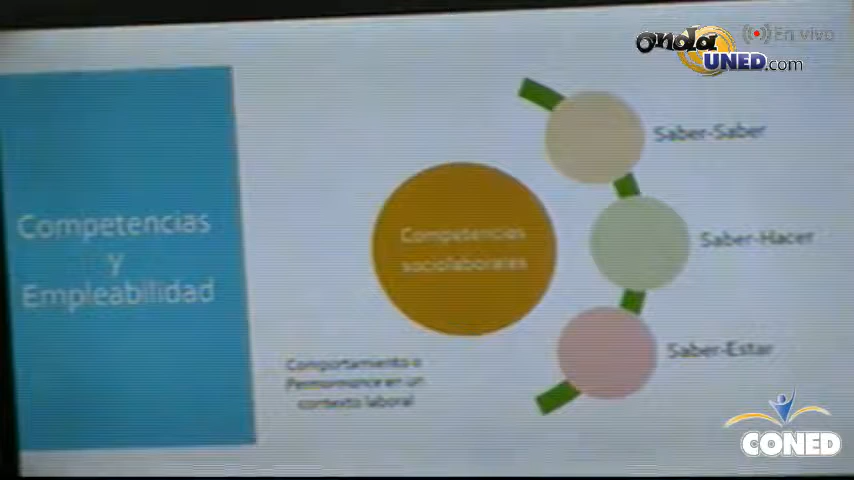 onda
UNED.com
En vivo
Competencias
y
Empleabilidad
Competencias
sociolaborales
Saber-Saber
Saber-Hacer
Saber-Estar
Comportamiento o
en un
contexto laboral
CONED